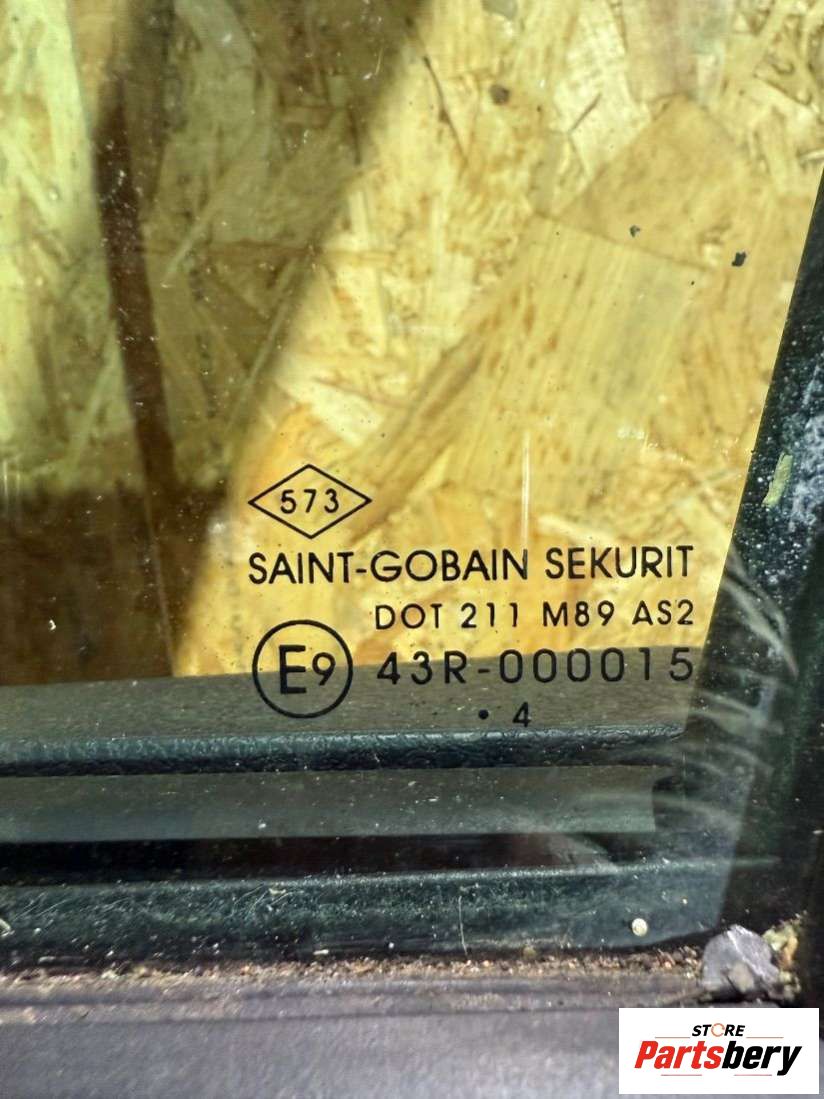 573
SAINT-GOBAIN SEKURIT
DOT 211 M89 AS2
E9 43R-000015
• 4
STORE
Partsbery